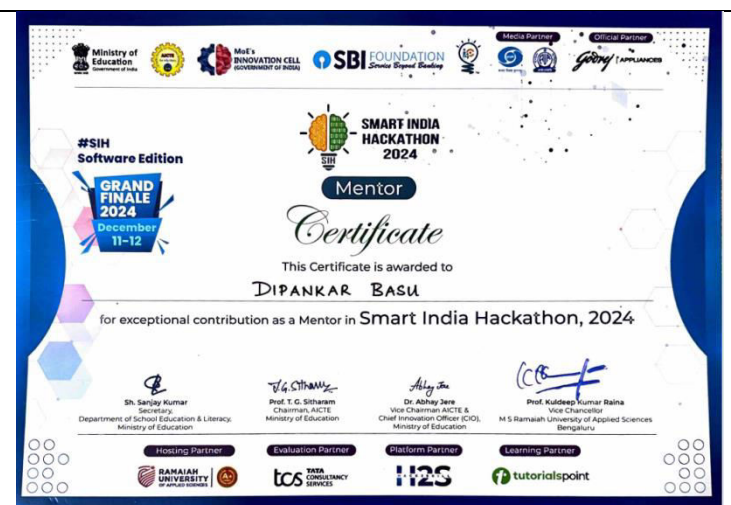 Media Partner
Official Partner
Ministry of
Education
Government of India
MoE's
INNOVATION CELL
(GOVERNMENT OF INDIA)
SBI FOUNDATION
Service Beyond Banking
Godrej APPLIANCES
#SIH
Software Edition
GRAND
FINALE
2024
December
11-12
SIH
SMART INDIA
HACKATHON
2024
Mentor
Certificate
This Certificate is awarded to
DIPANKAR BASU
for exceptional contribution as a Mentor in Smart India Hackathon, 2024
T.G. Sitharam
Abhay Jere
Sh. Sanjay Kumar
Secretary,
Department of School Education & Literacy,
Ministry of Education
Prof. T. G. Sitharam
Chairman, AICTE
Ministry of Education
Dr. Abhay Jere
Vice Chairman AICTE &
Chief Innovation Officer (CIO),
Ministry of Education
Prof. Kuldeep Kumar Raina
Vice Chancellor
M S Ramaiah University of Applied Sciences
Bengaluru
Hosting Partner
Evaluation Partner
Platform Partner
Learning Partner
RAMAIAH
UNIVERSITY
OF APPLIED SCIENCES
tcs TATA
CONSULTANCY
SERVICES
H2S
tutorialspoint